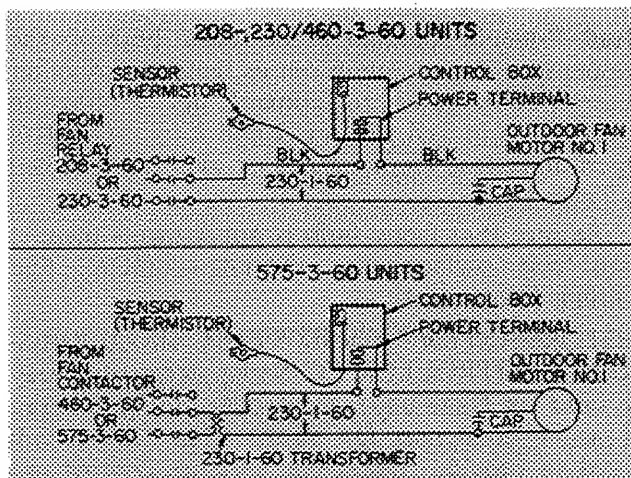 208-,230/460-3-60 UNITS
SENSOR
(THERMISTOR)
CONTROL BOX
POWER TERMINAL
FROM
FAN
RELAY
208-3-60
OR
230-3-60
BLK
BLK
230-1-60
OUTDOOR FAN
MOTOR NO.1
CAP.
575-3-60 UNITS
SENSOR
(THERMISTOR)
CONTROL BOX
POWER TERMINAL
FROM
FAN
CONTACTOR
460-3-60
OR
575-3-60
230-1-60
OUTDOOR FAN
MOTOR NO.1
CAP.
230-1-60 TRANSFORMER